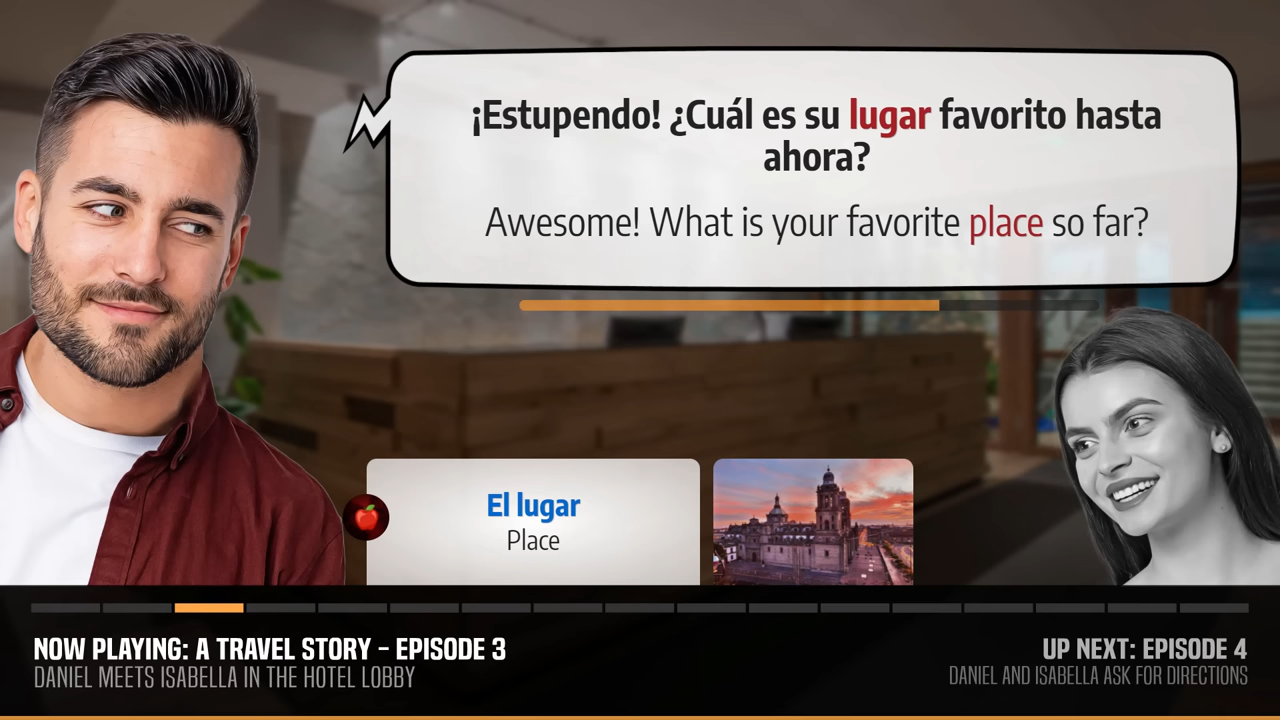 ¡Estupendo! ¿Cuál es su lugar favorito hasta
ahora?
Awesome! What is your favorite place so far?
El lugar
Place
NOW PLAYING: A TRAVEL STORY - EPISODE 3
DANIEL MEETS ISABELLA IN THE HOTEL LOBBY
UP NEXT: EPISODE 4
DANIEL AND ISABELLA ASK FOR DIRECTIONS